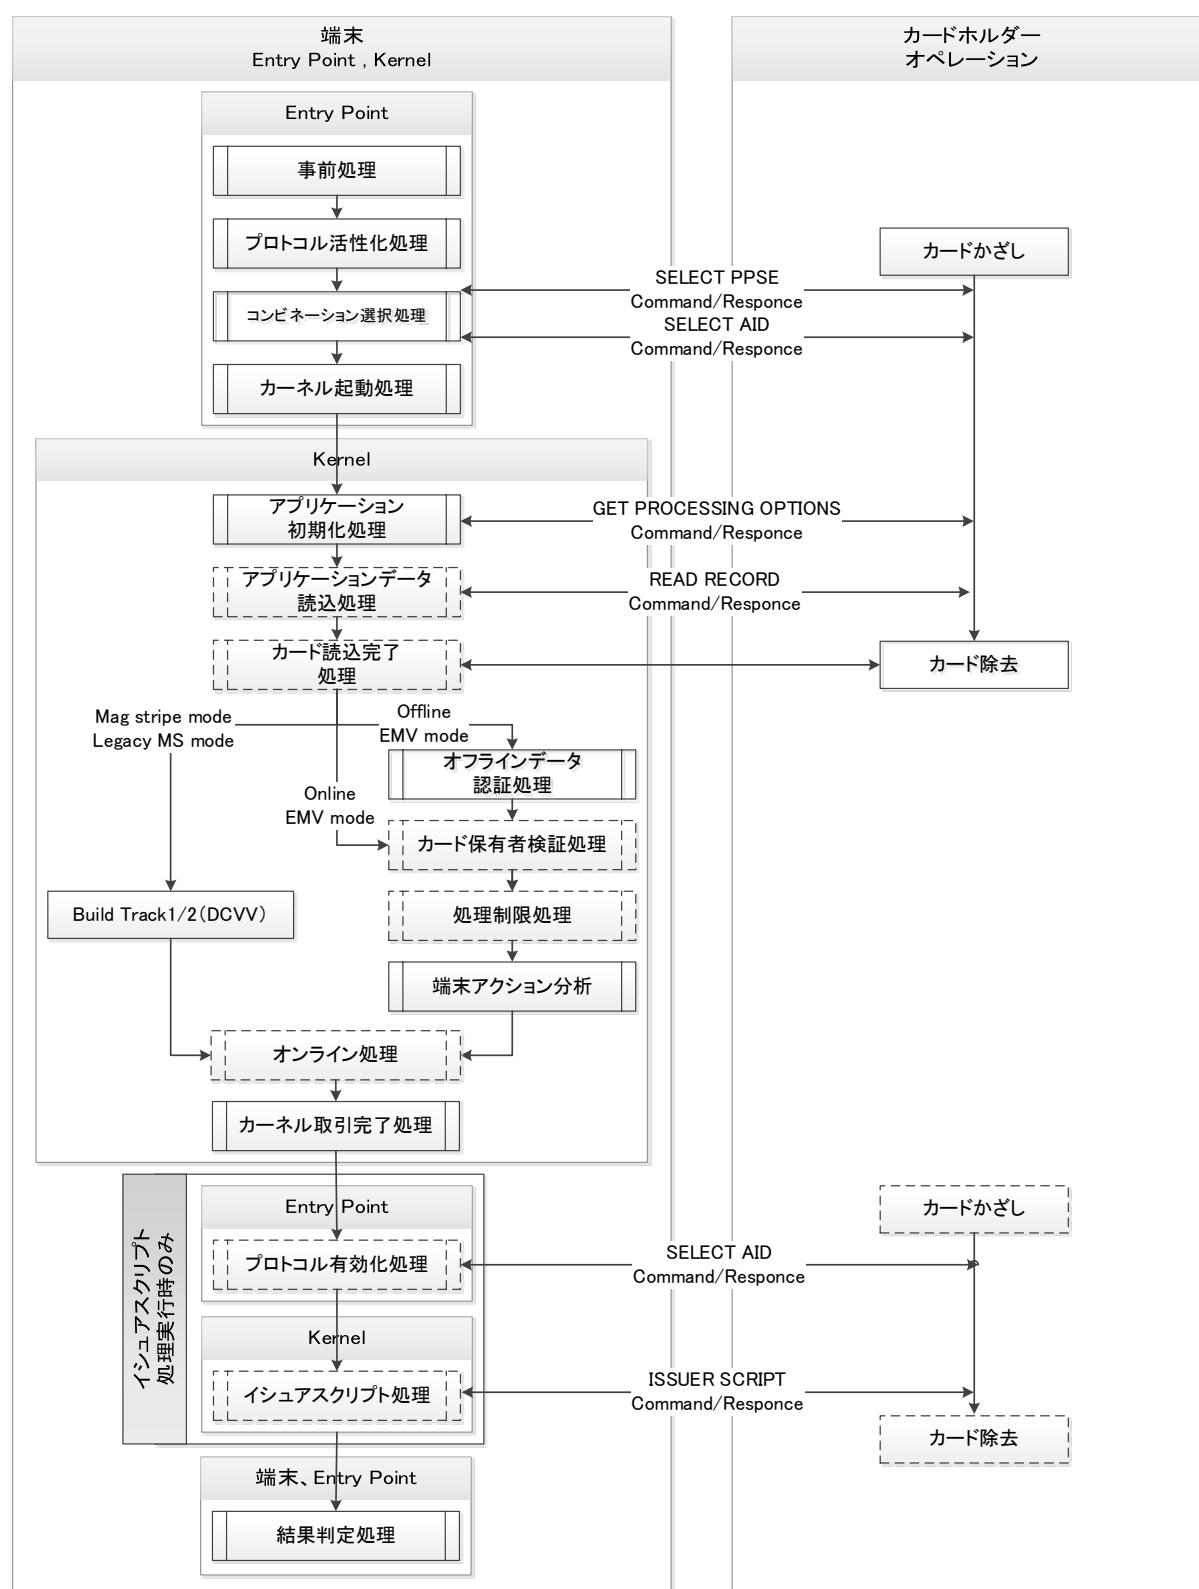 端末
Entry Point , Kernel
カードホルダー
オペレーション
Entry Point
事前処理
プロトコル活性化処理
カードかざし
SELECT PPSE
Command/Responce
コンビネーション選択処理
SELECT AID
Command/Responce
カーネル起動処理
Kernel
アプリケーション
初期化処理
GET PROCESSING OPTIONS
Command/Responce
アプリケーションデータ
読込処理
READ RECORD
Command/Responce
カード読込完了
処理
カード除去
Mag stripe mode
Legacy MS mode
Offline
EMV mode
オフラインデータ
認証処理
Online
EMV mode
カード保有者検証処理
Build Track1/2(DCVV)
処理制限処理
端末アクション分析
オンライン処理
カーネル取引完了処理
イシュアスクリプト
処理実行時のみ
Entry Point
カードかざし
プロトコル有効化処理
SELECT AID
Command/Responce
Kernel
イシュアスクリプト処理
ISSUER SCRIPT
Command/Responce
カード除去
端末、Entry Point
結果判定処理